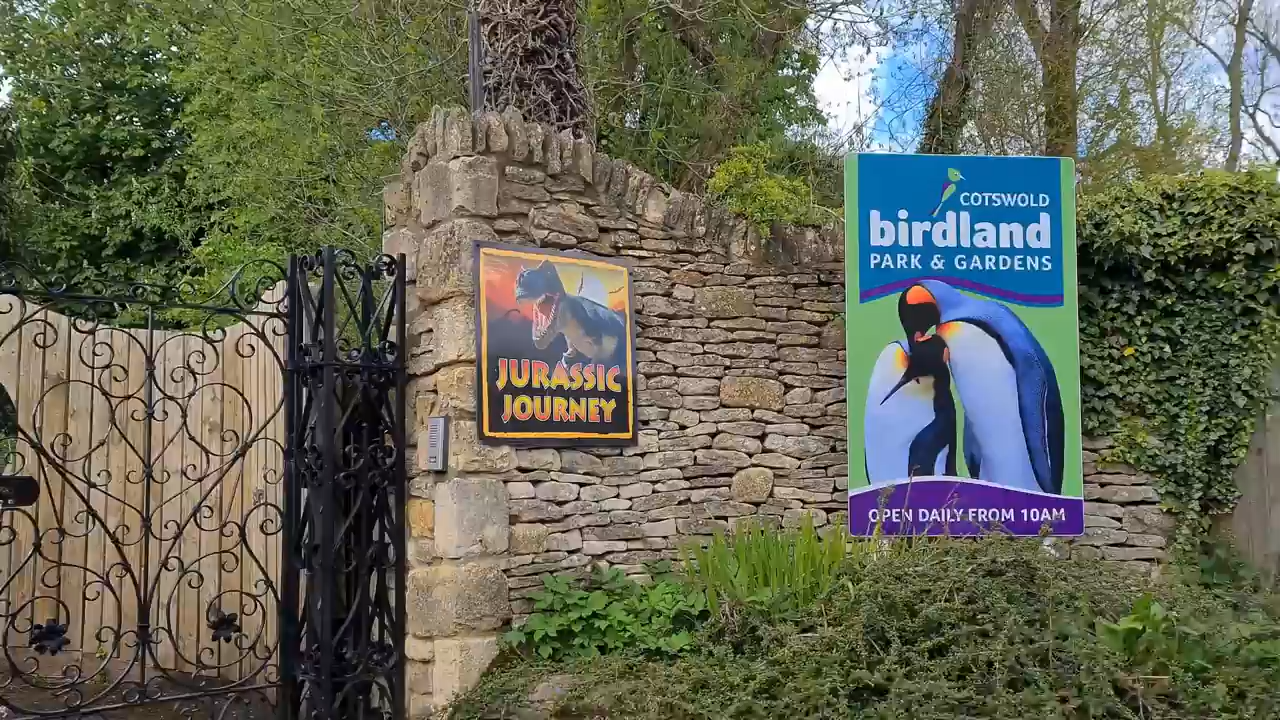 JURASSIC
JOURNEY
COTSWOLD
birdland
PARK & GARDENS
OPEN DAILY FROM 10AM